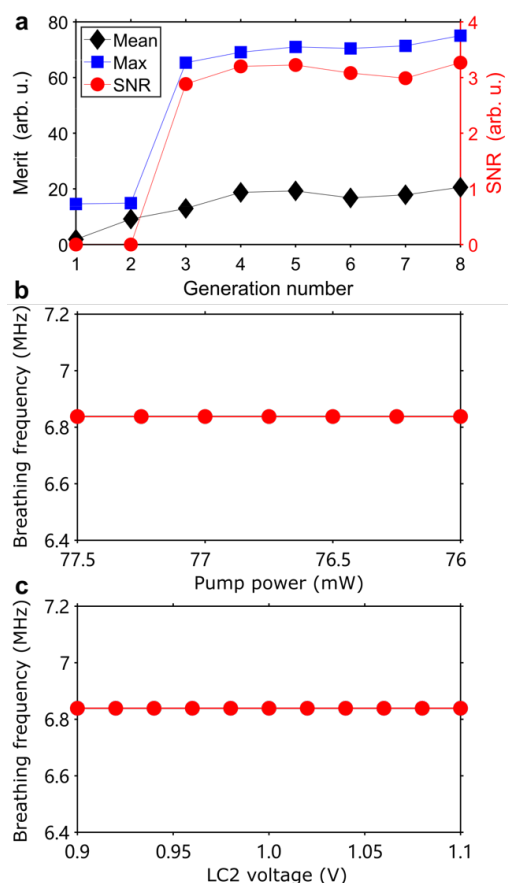 a
Mean
Max
SNR
80
60
40
20
0
4
3
2
1
0
Merit (arb. u.)
SNR (arb. u.)
1 2 3 4 5 6 7 8
Generation number
b
7.2
7
6.8
6.6
6.4
Breathing frequency (MHz)
77.5 77 76.5 76
Pump power (mW)
c
7.2
7
6.8
6.6
6.4
Breathing frequency (MHz)
0.9 0.95 1.0 1.05 1.1
LC2 voltage (V)